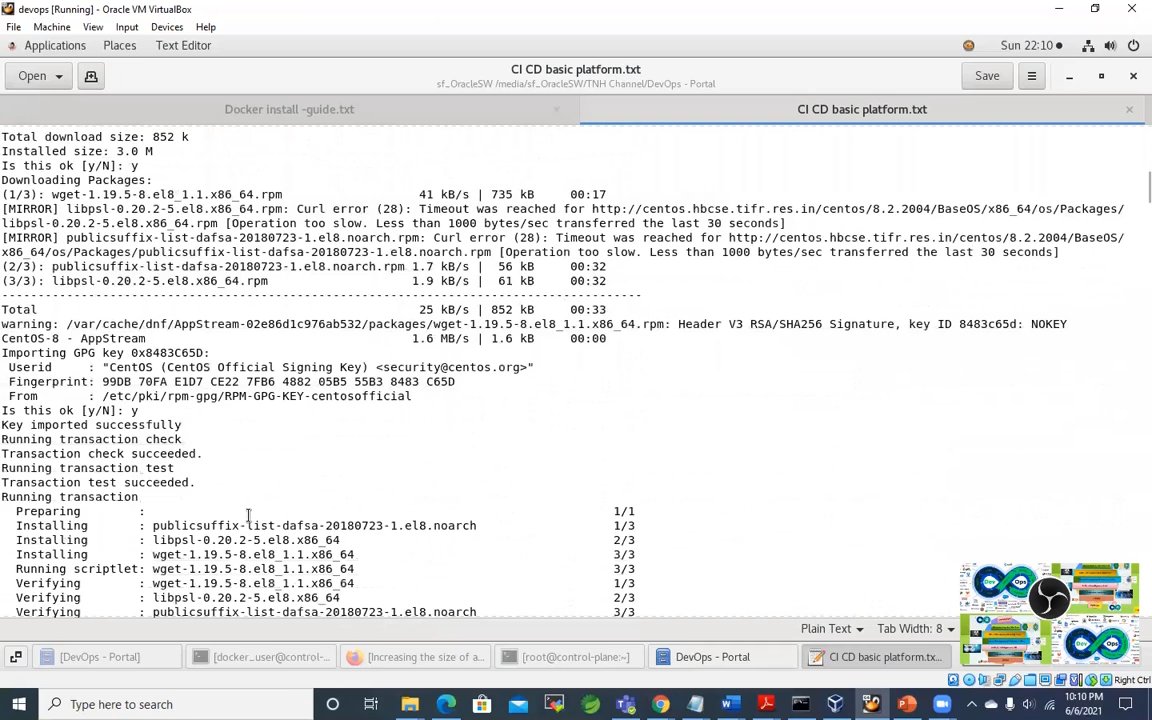 devops [Running] - Oracle VM VirtualBox
File Machine View Input Devices Help
Applications Places Text Editor Sun 22:10
Open CI CD basic platform.txt Save
sf_OracleSW /media/sf_OracleSW/TNH Channel/DevOps - Portal
Docker install -guide.txt CI CD basic platform.txt
Total download size: 852 k
Installed size: 3.0 M
Is this ok [y/N]: y
Downloading Packages:
(1/3): wget-1.19.5-8.el8_1.1.x86_64.rpm 41 kB/s | 735 kB 00:17
[MIRROR] libpsl-0.20.2-5.el8.x86_64.rpm: Curl error (28): Timeout was reached for http://centos.hbcse.tifr.res.in/centos/8.2.2004/BaseOS/x86_64/os/Packages/
libpsl-0.20.2-5.el8.x86_64.rpm [Operation too slow. Less than 1000 bytes/sec transferred the last 30 seconds]
[MIRROR] publicsuffix-list-dafsa-20180723-1.el8.noarch.rpm: Curl error (28): Timeout was reached for http://centos.hbcse.tifr.res.in/centos/8.2.2004/BaseOS/
x86_64/os/Packages/publicsuffix-list-dafsa-20180723-1.el8.noarch.rpm [Operation too slow. Less than 1000 bytes/sec transferred the last 30 seconds]
(2/3): publicsuffix-list-dafsa-20180723-1.el8.noarch.rpm 1.7 kB/s | 56 kB 00:32
(3/3): libpsl-0.20.2-5.el8.x86_64.rpm 1.9 kB/s | 61 kB 00:32
--------------------------------------------------------------------------------
Total 25 kB/s | 852 kB 00:33
warning: /var/cache/dnf/AppStream-02e86d1c976ab532/packages/wget-1.19.5-8.el8_1.1.x86_64.rpm: Header V3 RSA/SHA256 Signature, key ID 8483c65d: NOKEY
CentOS-8 - AppStream 1.6 MB/s | 1.6 kB 00:00
Importing GPG key 0x8483C65D:
Userid : "CentOS (CentOS Official Signing Key) <security@centos.org>"
Fingerprint: 99DB 70FA E1D7 CE22 7FB6 4882 05B5 55B3 8483 C65D
From : /etc/pki/rpm-gpg/RPM-GPG-KEY-centosofficial
Is this ok [y/N]: y
Key imported successfully
Running transaction check
Transaction check succeeded.
Running transaction test
Transaction test succeeded.
Running transaction
Preparing : 1/1
Installing : publicsuffix-list-dafsa-20180723-1.el8.noarch 1/3
Installing : libpsl-0.20.2-5.el8.x86_64 2/3
Installing : wget-1.19.5-8.el8_1.1.x86_64 3/3
Running scriptlet: wget-1.19.5-8.el8_1.1.x86_64 3/3
Verifying : wget-1.19.5-8.el8_1.1.x86_64 1/3
Verifying : libpsl-0.20.2-5.el8.x86_64 2/3
Verifying : publicsuffix-list-dafsa-20180723-1.el8.noarch 3/3
Plain Text Tab Width: 8
[DevOps - Portal] [docker_user@control-... [Increasing the size of a... [root@control-plane:~] DevOps - Portal CI CD basic platform.tx...
Right Ctrl
Type here to search
10:10 PM
6/6/2021